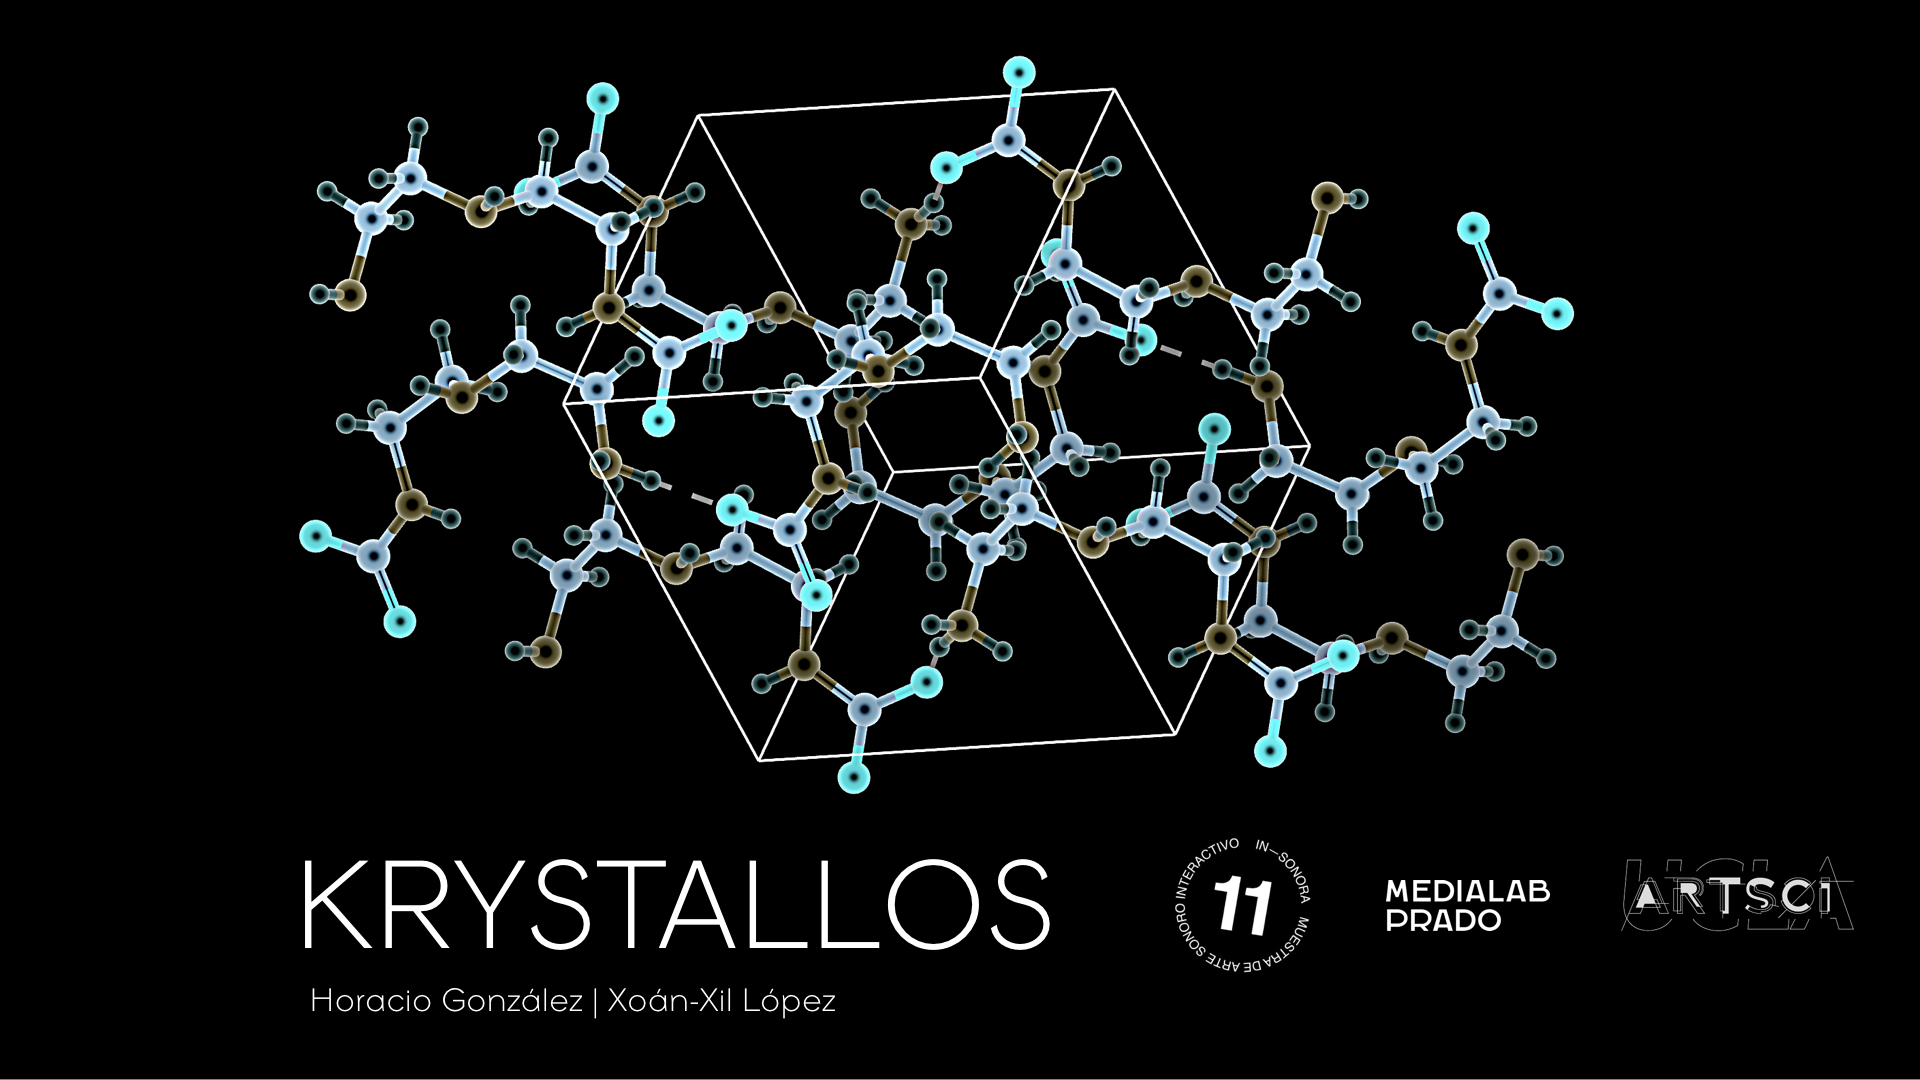 KRYSTALLOS
Horacio González | Xoán-Xil López
IN—SONORA MUESTRA DE ARTE SONORO INTERACTIVO
11
MEDIALAB
PRADO
UCLA
ARTSCI